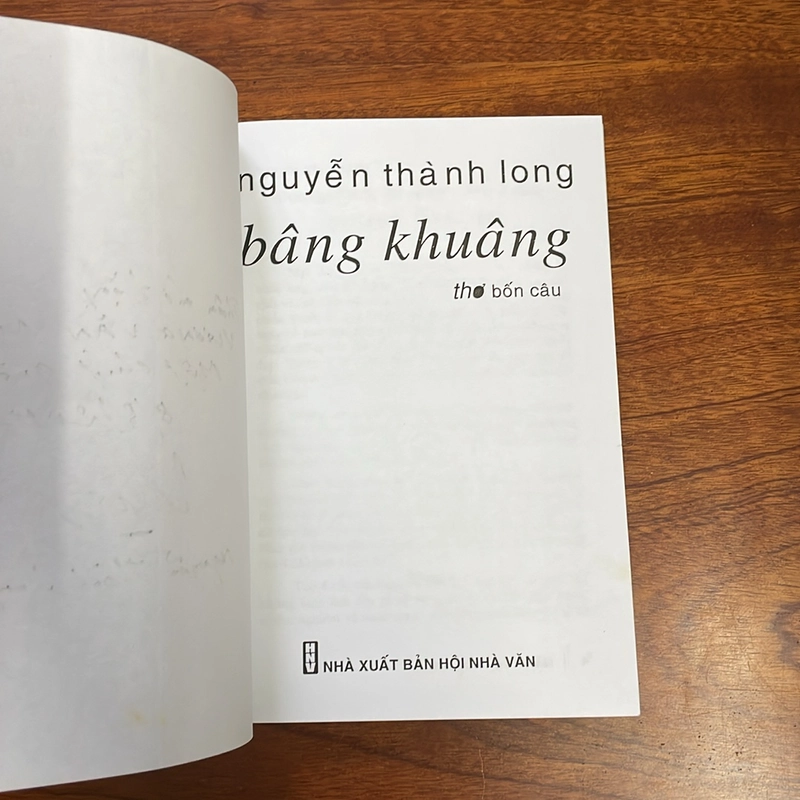 nguyễn thành long
bâng khuâng
thơ bốn câu
NHÀ XUẤT BẢN HỘI NHÀ VĂN